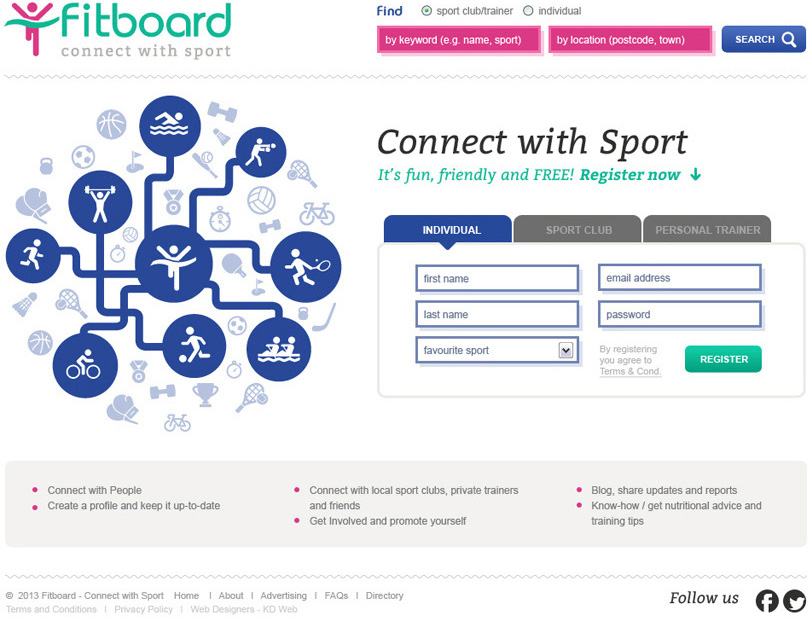 fitboard
connect with sport
Find sport club/trainer individual
by keyword (e.g. name, sport) by location (postcode, town) SEARCH
Connect with Sport
It's fun, friendly and FREE! Register now ↓
INDIVIDUAL SPORT CLUB PERSONAL TRAINER
first name email address
last name password
favourite sport
By registering
you agree to
Terms & Cond.
REGISTER
Connect with People
Create a profile and keep it up-to-date
Connect with local sport clubs, private trainers
and friends
Get Involved and promote yourself
Blog, share updates and reports
Know-how / get nutritional advice and
training tips
© 2013 Fitboard - Connect with Sport Home | About | Advertising | FAQs | Directory
Terms and Conditions | Privacy Policy | Web Designers - KD Web
Follow us